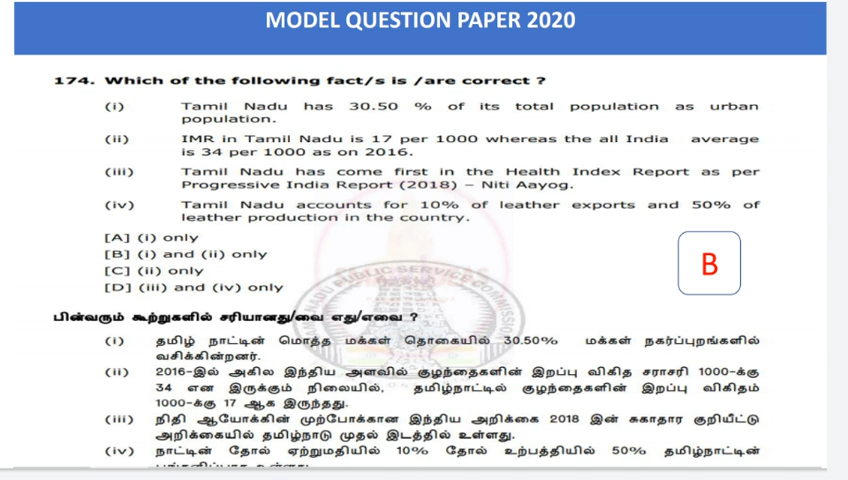 MODEL QUESTION PAPER 2020
174. Which of the following fact/s is /are correct ?
(i) Tamil Nadu has 30.50 % of its total population as urban
population.
(ii) IMR in Tamil Nadu is 17 per 1000 whereas the all India average
is 34 per 1000 as on 2016.
(iii) Tamil Nadu has come first in the Health Index Report as per
Progressive India Report (2018) – Niti Aayog.
(iv) Tamil Nadu accounts for 10% of leather exports and 50% of
leather production in the country.
[A] (i) only
[B] (i) and (ii) only
[C] (ii) only
[D] (iii) and (iv) only
B
பின்வரும் கூற்றுகளில் சரியானது/வை எது/எவை ?
(i) தமிழ் நாட்டின் மொத்த மக்கள் தொகையில் 30.50% மக்கள் நகர்ப்புறங்களில்
வசிக்கின்றனர்.
(ii) 2016-இல் அகில இந்திய அளவில் குழந்தைகளின் இறப்பு விகித சராசரி 1000-க்கு
34 என இருக்கும் நிலையில், தமிழ்நாட்டில் குழந்தைகளின் இறப்பு விகிதம்
1000-க்கு 17 ஆக இருந்தது.
(iii) நிதி ஆயோக்கின் முற்போக்கான இந்திய அறிக்கை 2018 இன் சுகாதார குறியீட்டு
அறிக்கையில் தமிழ்நாடு முதல் இடத்தில் உள்ளது.
(iv) நாட்டின் தோல் ஏற்றுமதியில் 10% தோல் உற்பத்தியில் 50% தமிழ்நாட்டின்
PUBLIC SERVICE COMMISSION